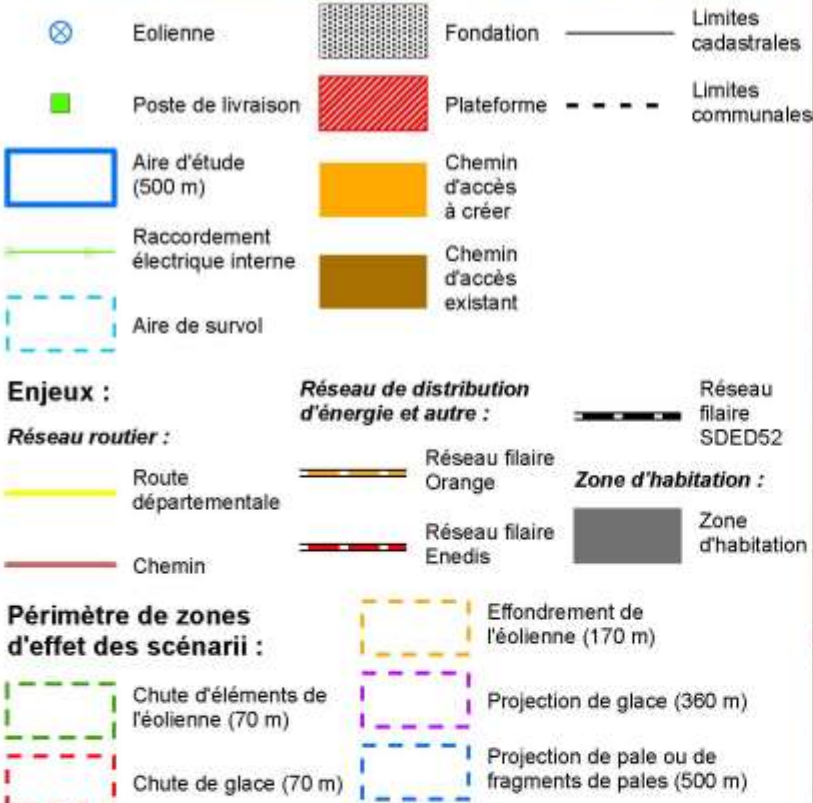 Eolienne
Poste de livraison
Aire d'étude
(500 m)
Raccordement
électrique interne
Aire de survol
Fondation
Plateforme
Chemin
d'accès
à créer
Chemin
d'accès
existant
Limites
cadastrales
Limites
communales
Enjeux :
Réseau routier :
Route
départementale
Chemin
Réseau de distribution
d'énergie et autre :
Réseau filaire
Orange
Réseau filaire
Enedis
Réseau
filaire
SDED52
Zone d'habitation :
Zone
d'habitation
Périmètre de zones
d'effet des scénarii :
Chute d'éléments de
l'éolienne (70 m)
Chute de glace (70 m)
Effondrement de
l'éolienne (170 m)
Projection de glace (360 m)
Projection de pale ou de
fragments de pales (500 m)